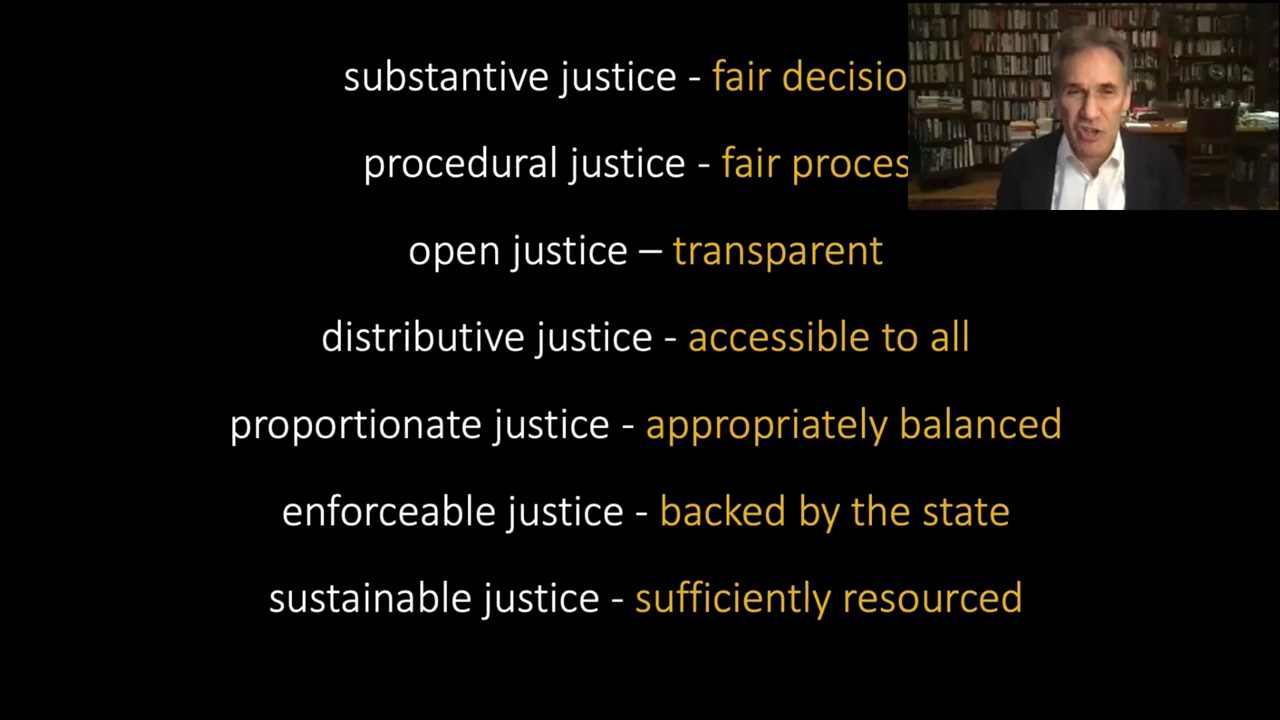 substantive justice - fair decisio
procedural justice - fair proces
open justice – transparent
distributive justice - accessible to all
proportionate justice - appropriately balanced
enforceable justice - backed by the state
sustainable justice - sufficiently resourced